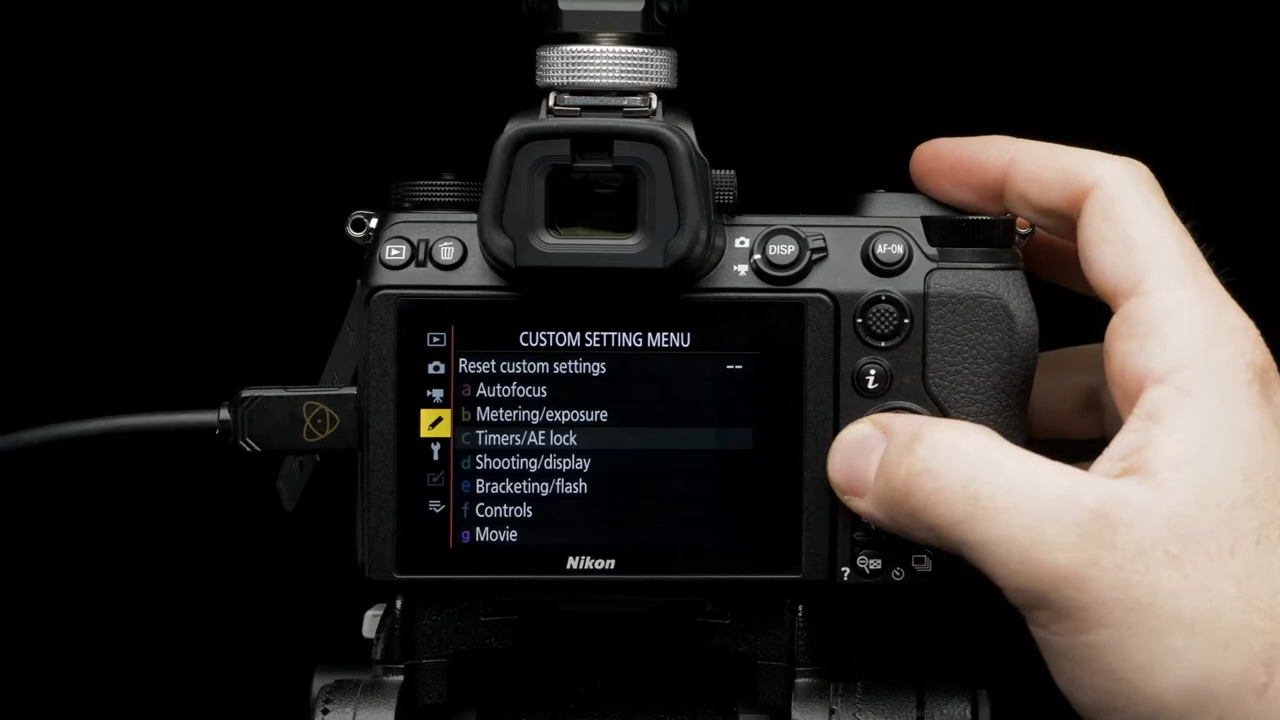 DISP
AF-ON
i
CUSTOM SETTING MENU
Reset custom settings --
a Autofocus
b Metering/exposure
c Timers/AE lock
d Shooting/display
e Bracketing/flash
f Controls
g Movie
Nikon
?